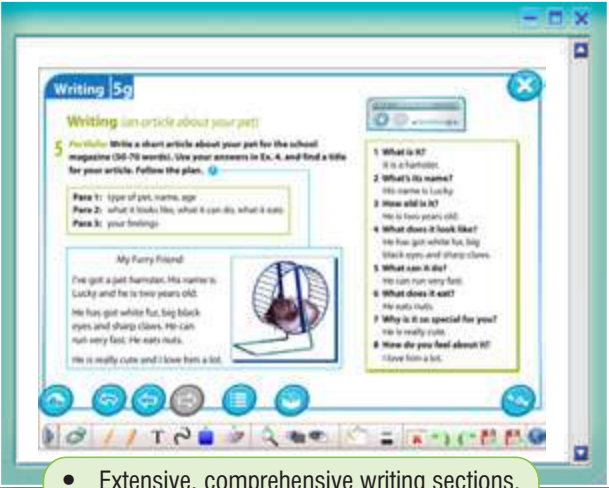 Writing 5g
Writing (an article about your pet)
5 Portfolio: Write a short article about your pet for the school
magazine (50-70 words). Use your answers in Ex. 4, and find a title
for your article. Follow the plan.
Para 1: type of pet, name, age
Para 2: what it looks like, what it can do, what it eats
Para 3: your feelings
My Furry Friend
I've got a pet hamster. His name is
Lucky and he is two years old.
He has got white fur, big black
eyes and sharp claws. He can
run very fast. He eats nuts.
He is really cute and I love him a lot.
1 What is it?
It is a hamster.
2 What's its name?
His name is Lucky.
3 How old is it?
He is two years old.
4 What does it look like?
He has got white fur, big
black eyes and sharp claws.
5 What can it do?
He can run very fast.
6 What does it eat?
He eats nuts.
7 Why is it so special for you?
He is really cute.
8 How do you feel about it?
I love him a lot.
• Extensive, comprehensive writing sections.